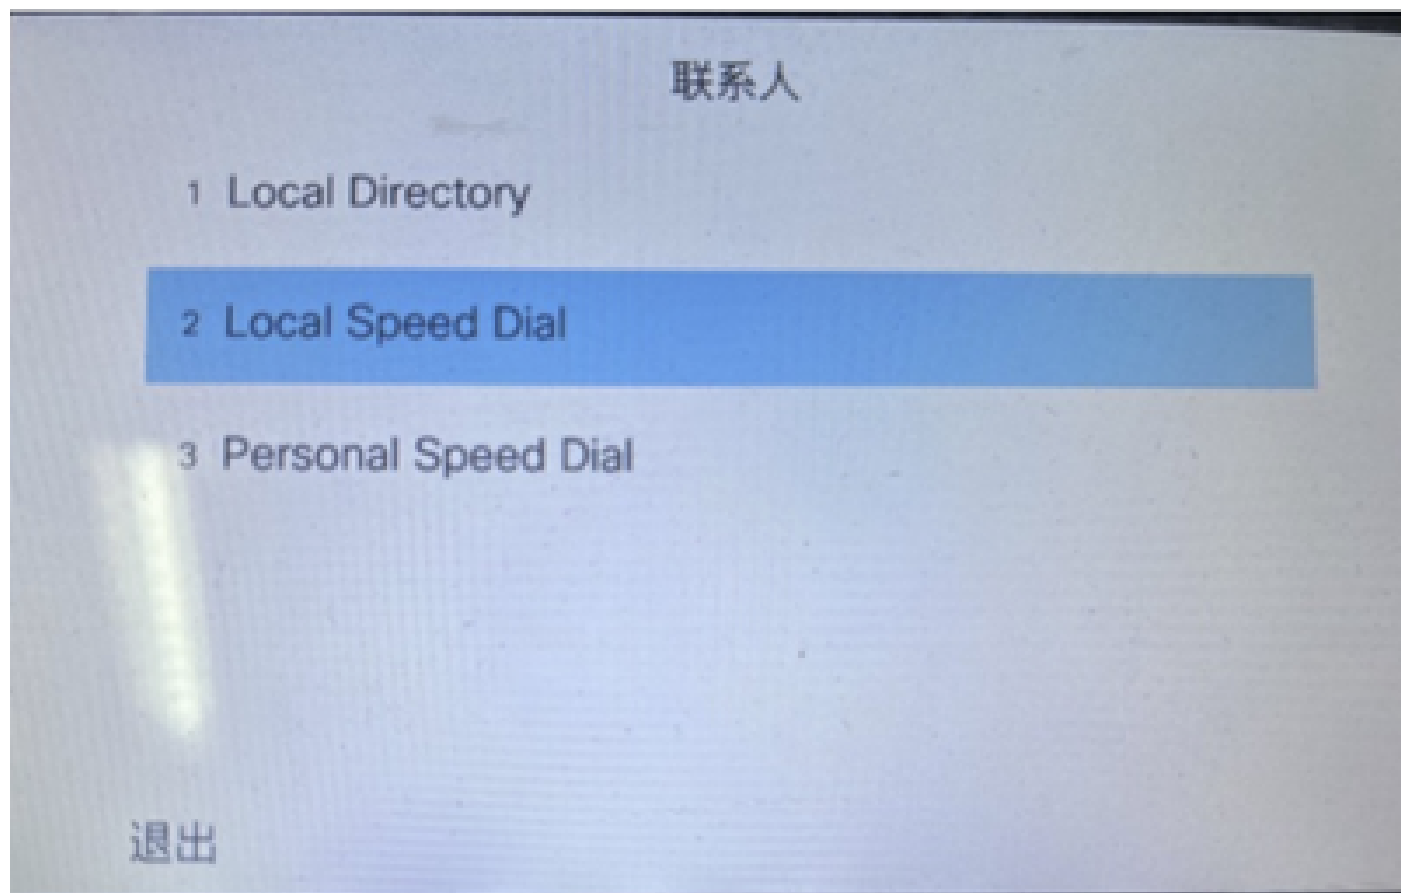 联系人
1 Local Directory
2 Local Speed Dial
3 Personal Speed Dial
退出